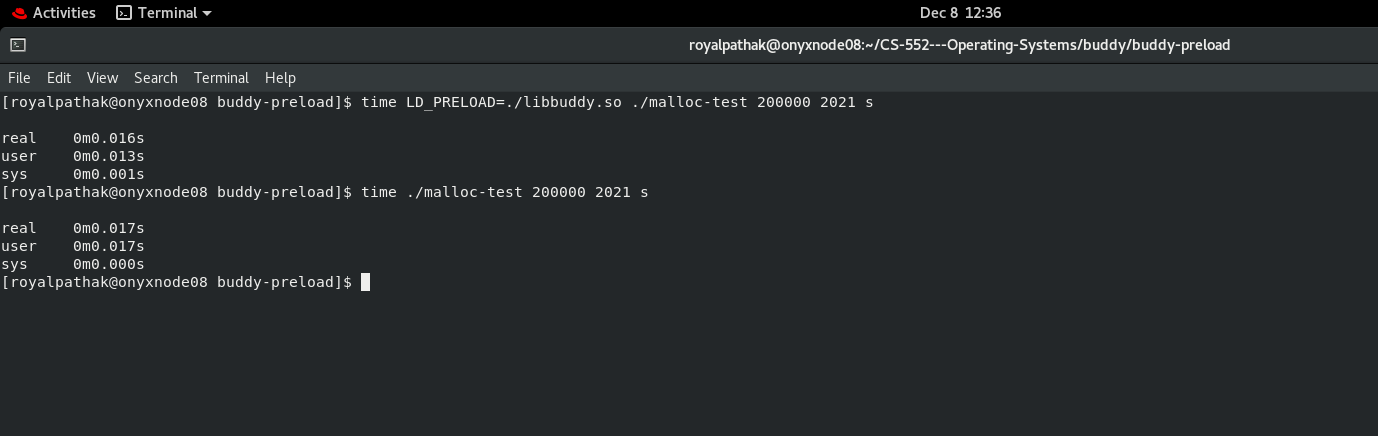 Activities Terminal Dec 8 12:36
royalpathak@onyxnode08:~/CS-552---Operating-Systems/buddy/buddy-preload
File Edit View Search Terminal Help
[royalpathak@onyxnode08 buddy-preload]$ time LD_PRELOAD=./libbuddy.so ./malloc-test 200000 2021 s
real 0m0.016s
user 0m0.013s
sys 0m0.001s
[royalpathak@onyxnode08 buddy-preload]$ time ./malloc-test 200000 2021 s
real 0m0.017s
user 0m0.017s
sys 0m0.000s
[royalpathak@onyxnode08 buddy-preload]$